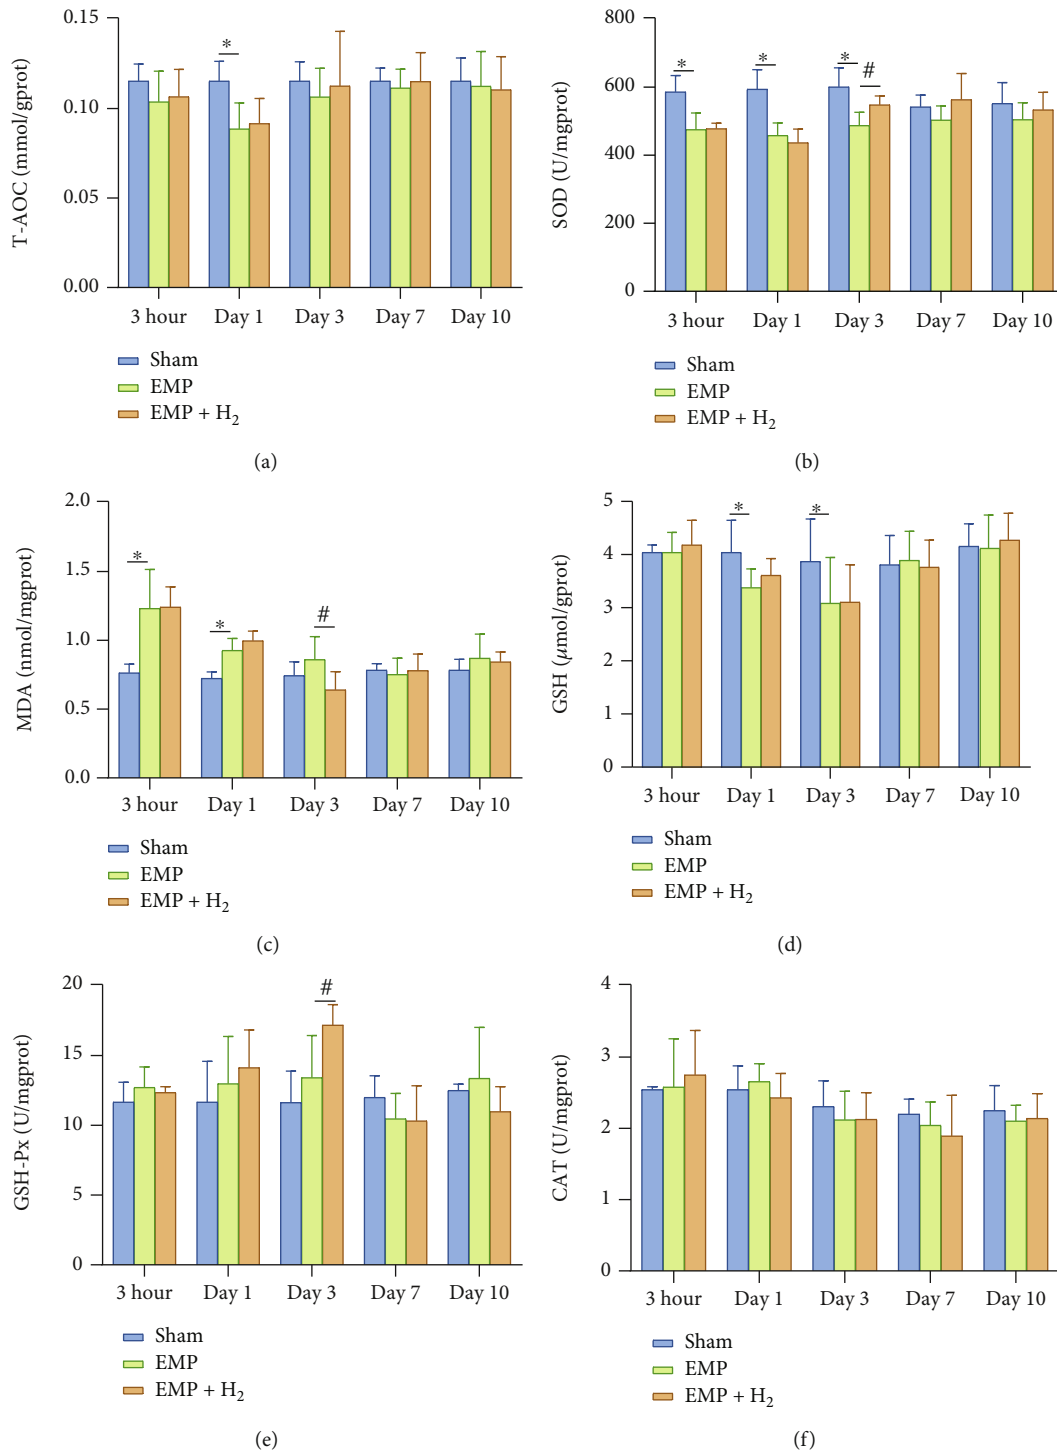 T-AOC (mmol/gprot)
0.15
0.10
0.05
0.00
*
3 hour Day 1 Day 3 Day 7 Day 10
Sham
EMP
EMP + H₂
(a)
SOD (U/mgprot)
800
600
400
200
0
* * * #
3 hour Day 1 Day 3 Day 7 Day 10
Sham
EMP
EMP + H₂
(b)
MDA (nmol/mgprot)
2.0
1.5
1.0
0.5
0.0
* * #
3 hour Day 1 Day 3 Day 7 Day 10
Sham
EMP
EMP + H₂
(c)
GSH (μmol/gprot)
5
4
3
2
1
0
* *
3 hour Day 1 Day 3 Day 7 Day 10
Sham
EMP
EMP + H₂
(d)
GSH-Px (U/mgprot)
20
15
10
5
0
#
3 hour Day 1 Day 3 Day 7 Day 10
Sham
EMP
EMP + H₂
(e)
CAT (U/mgprot)
4
3
2
1
0
3 hour Day 1 Day 3 Day 7 Day 10
Sham
EMP
EMP + H₂
(f)